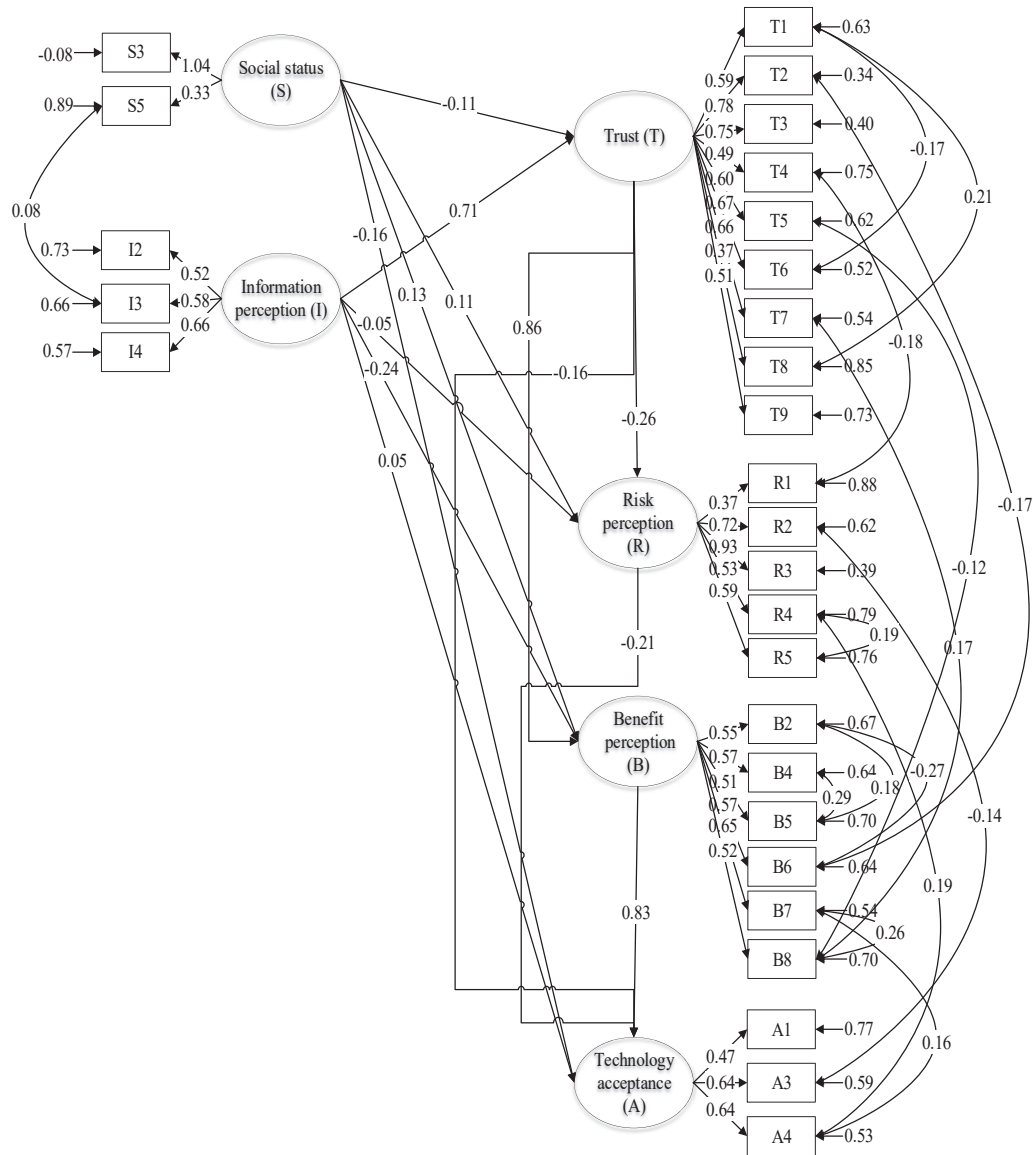 T1
0.63
-0.08
S3
1.04
Social status
(S)
0.59
T2
0.34
0.89
S5
0.33
-0.11
0.78
Trust (T)
0.75
T3
0.40
-0.17
0.49
T4
0.75
0.60
0.21
0.08
0.71
0.67
T5
0.62
-0.16
0.66
0.73
I2
0.52
0.37
T6
0.52
Information
perception (I)
0.13
0.11
0.51
0.66
I3
0.58
0.86
T7
0.54
-0.05
0.66
-0.18
0.57
I4
-0.24
-0.16
T8
0.85
-0.26
T9
0.73
0.05
Risk
perception
(R)
0.37
R1
0.88
-0.17
0.72
R2
0.62
0.93
-0.12
0.53
R3
0.39
0.59
R4
0.79
0.19
0.17
-0.21
R5
0.76
Benefit
perception
(B)
0.55
B2
0.67
0.57
B4
0.64
-0.27
0.51
0.29
0.18
0.57
B5
0.70
-0.14
0.65
0.52
B6
0.64
0.19
0.83
B7
0.54
0.26
B8
0.70
A1
0.77
0.16
0.47
Technology
acceptance
(A)
0.64
A3
0.59
0.64
A4
0.53